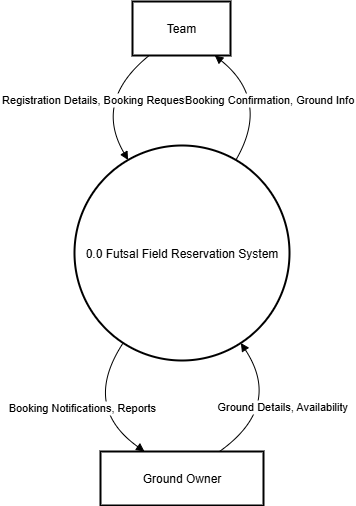 Team
Registration Details, Booking Reques
Booking Confirmation, Ground Info
0.0 Futsal Field Reservation System
Booking Notifications, Reports
Ground Details, Availability
Ground Owner